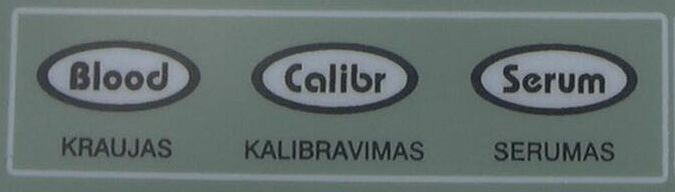 Blood Calibr Serum
KRAUJAS KALIBRAVIMAS SERUMAS